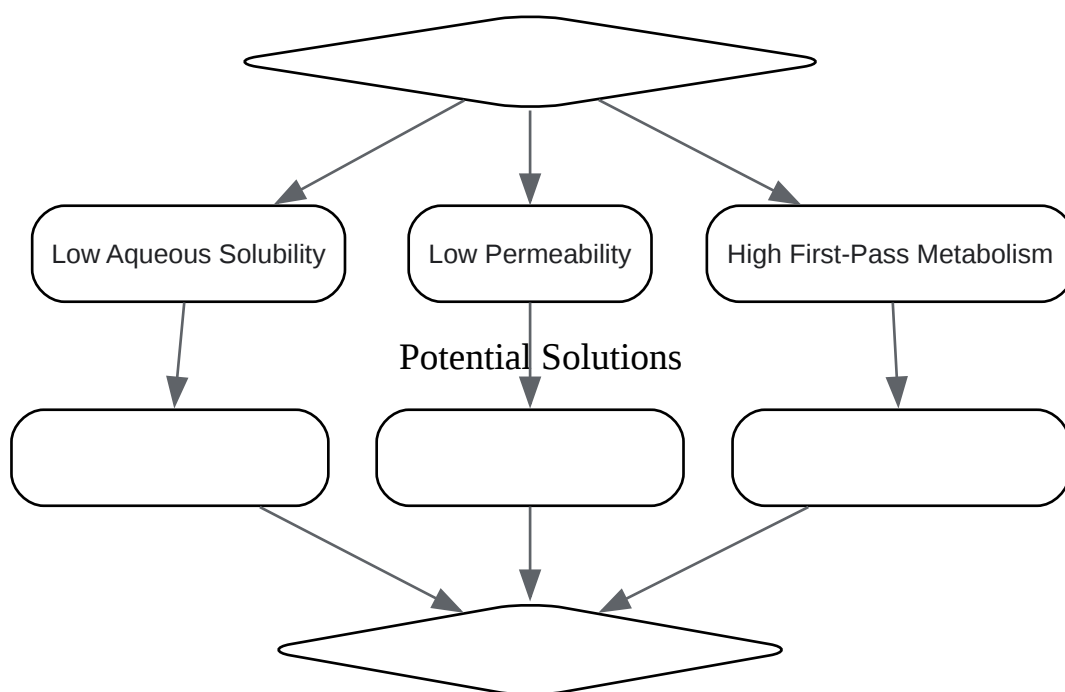 Low Aqueous Solubility
Low Permeability
High First-Pass Metabolism
Potential Solutions